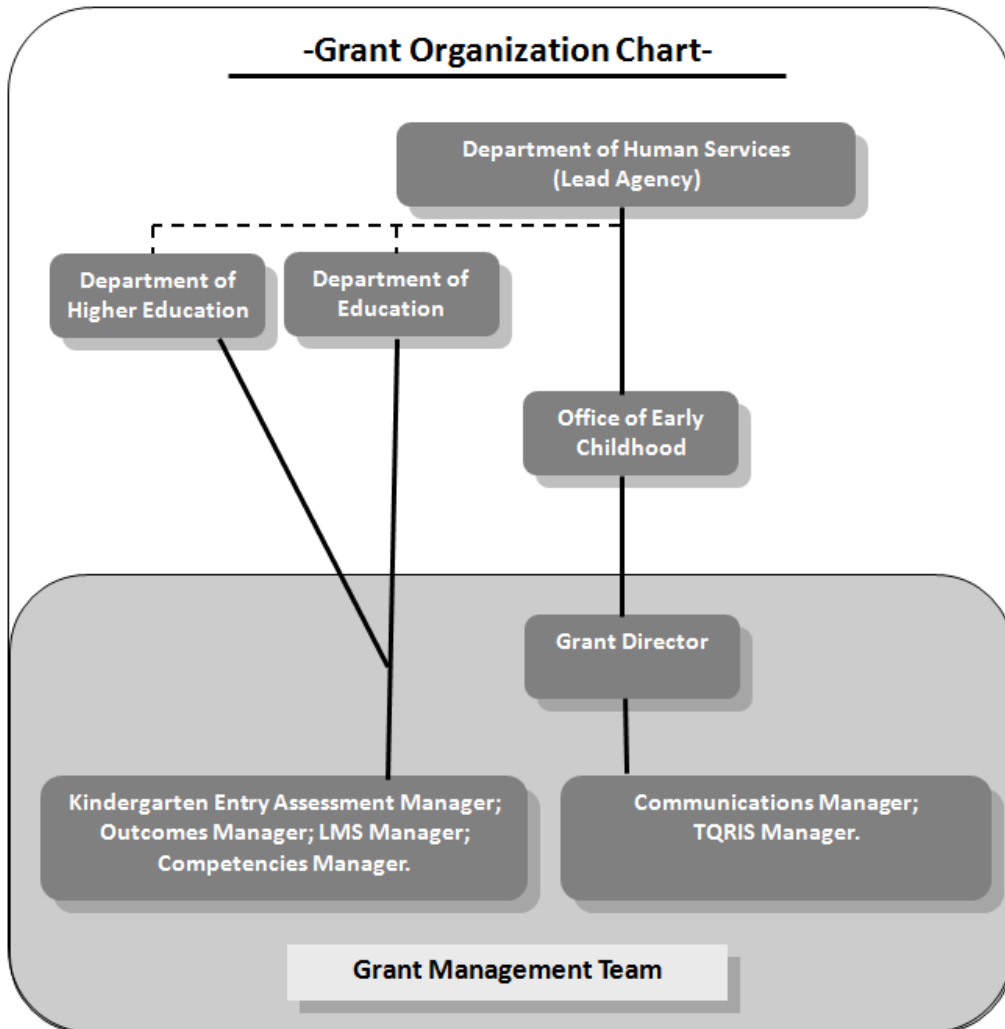 -Grant Organization Chart-
Department of Human Services
(Lead Agency)
Department of
Higher Education
Department of
Education
Office of Early
Childhood
Grant Director
Kindergarten Entry Assessment Manager;
Outcomes Manager; LMS Manager;
Competencies Manager.
Communications Manager;
TQRIS Manager.
Grant Management Team